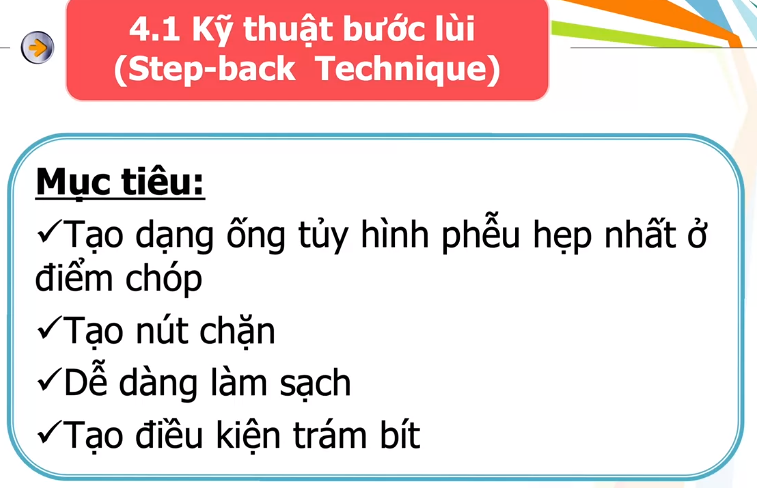 4.1 Kỹ thuật bước lùi
(Step-back Technique)
Mục tiêu:
✓Tạo dạng ống tủy hình phễu hẹp nhất ở
điểm chóp
✓Tạo nút chặn
✓Dễ dàng làm sạch
✓Tạo điều kiện trám bít